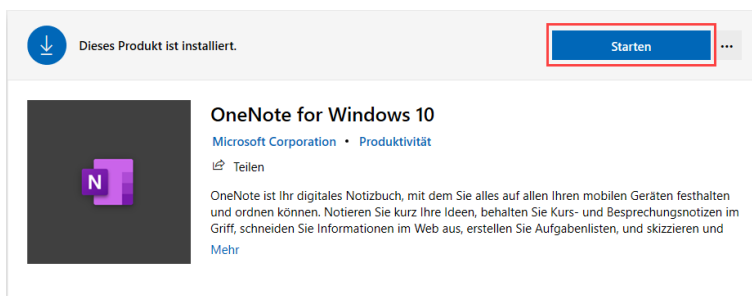 Dieses Produkt ist installiert.
Starten
...
OneNote for Windows 10
Microsoft Corporation • Produktivität
Teilen
N
OneNote ist Ihr digitales Notizbuch, mit dem Sie alles auf allen Ihren mobilen Geräten festhalten
und ordnen können. Notieren Sie kurz Ihre Ideen, behalten Sie Kurs- und Besprechungsnotizen im
Griff, schneiden Sie Informationen im Web aus, erstellen Sie Aufgabenlisten, und skizzieren und
Mehr